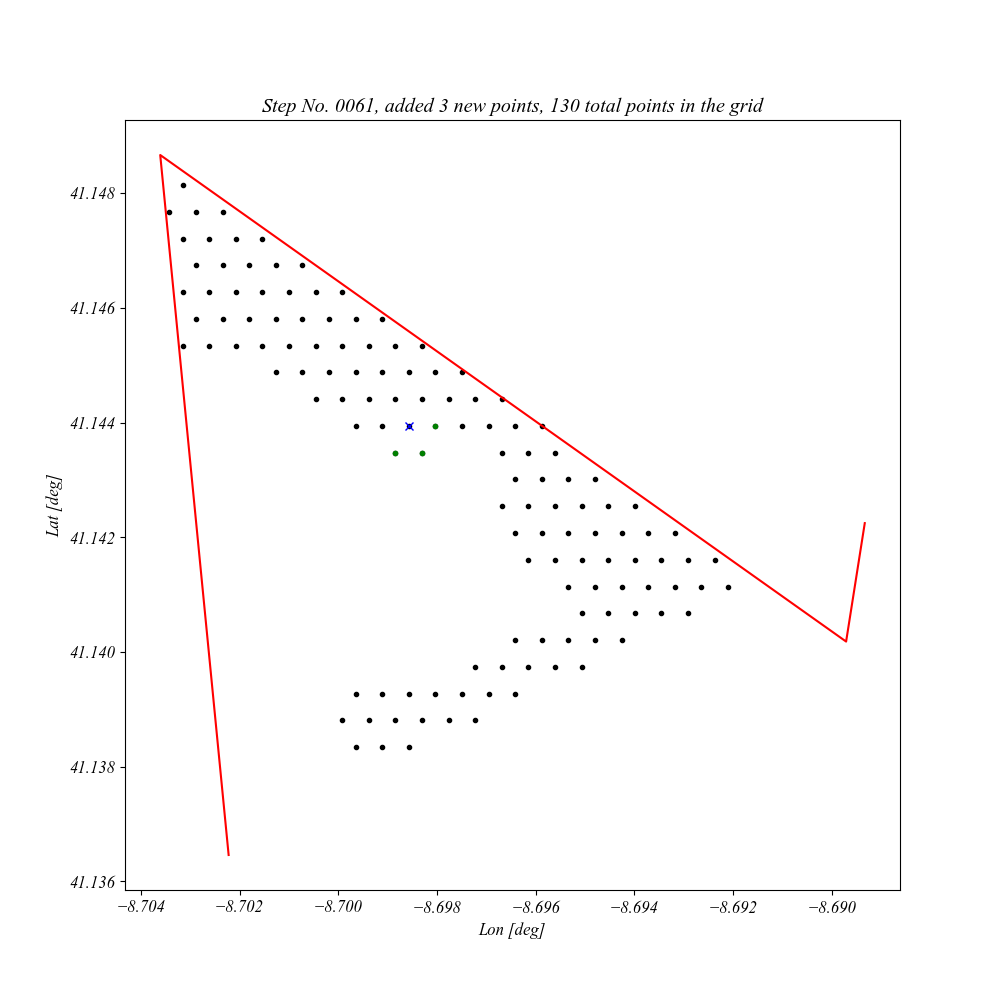 Step No. 0061, added 3 new points, 130 total points in the grid
41.148
41.146
41.144
41.142
41.140
41.138
41.136
Lat [deg]
−8.704 −8.702 −8.700 −8.698 −8.696 −8.694 −8.692 −8.690
Lon [deg]